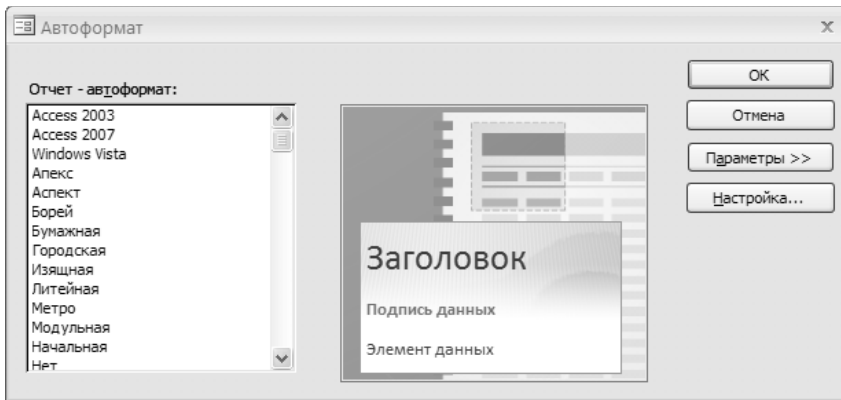 Автоформат
Отчет - автоформат:
Access 2003
Access 2007
Windows Vista
Апекс
Аспект
Борей
Бумажная
Городская
Изящная
Литейная
Метро
Модульная
Начальная
Нет
Заголовок
Подпись данных
Элемент данных
ОК
Отмена
Параметры >>
Настройка...